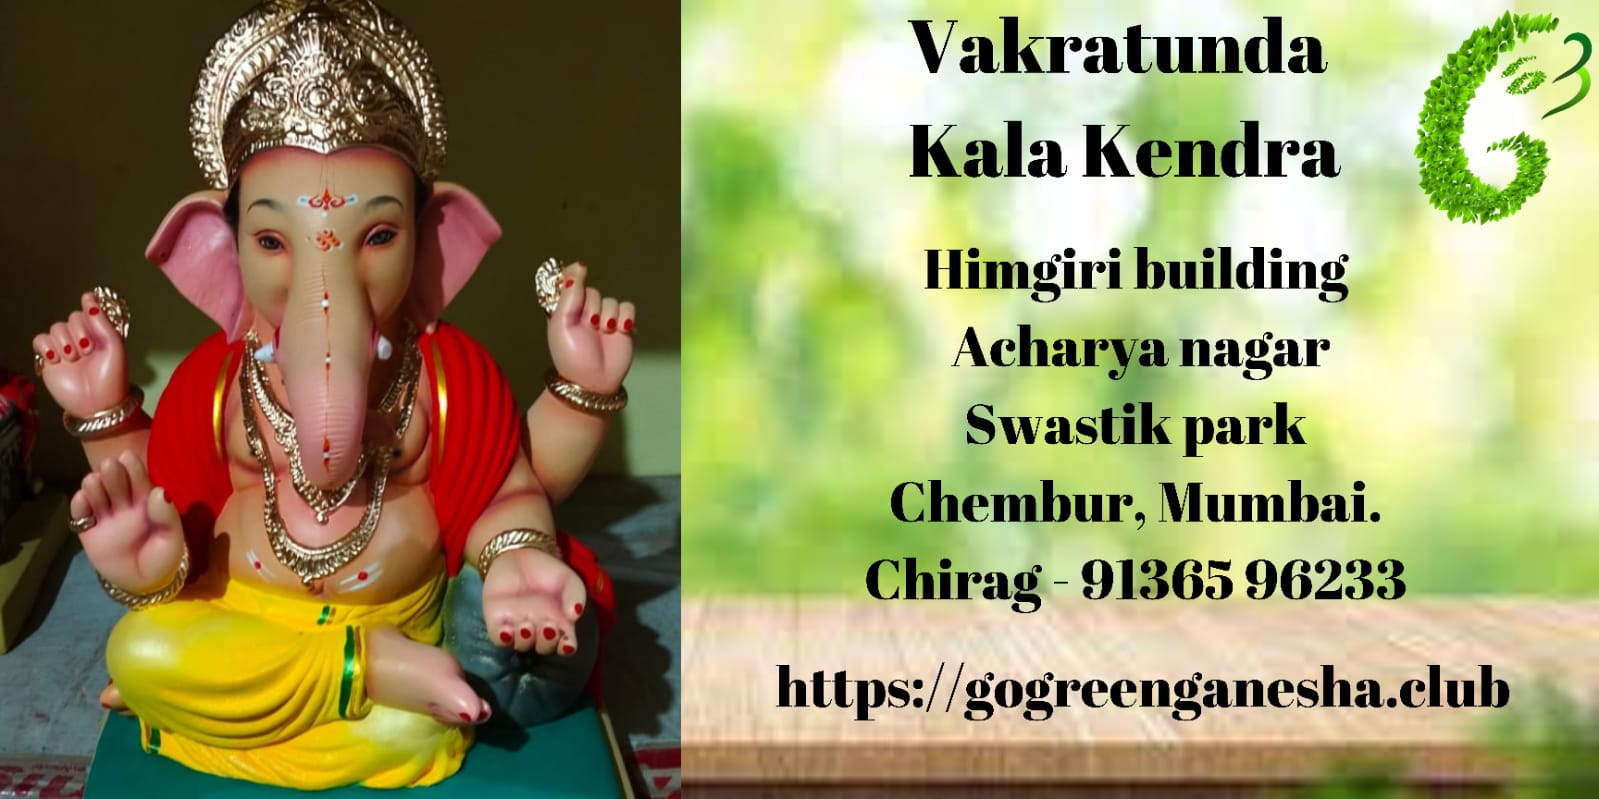 Vakratunda
Kala Kendra
Himgiri building
Acharya nagar
Swastik park
Chembur, Mumbai.
Chirag - 91365 96233
https://gogreenganesha.club